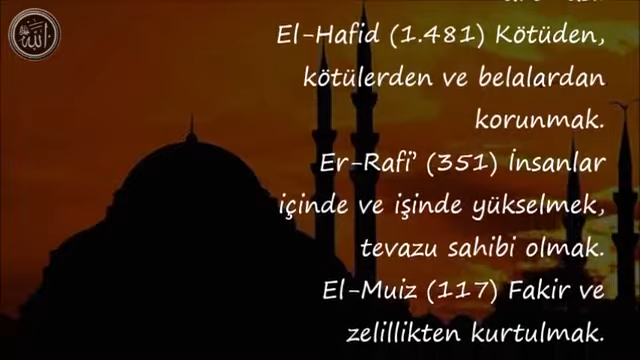 الله
El-Hafid (1.481) Kötüden,
kötülerden ve belalardan
korunmak.
Er-Rafi' (351) İnsanlar
içinde ve işinde yükselmek,
tevazu sahibi olmak.
El-Muiz (117) Fakir ve
zelillikten kurtulmak.